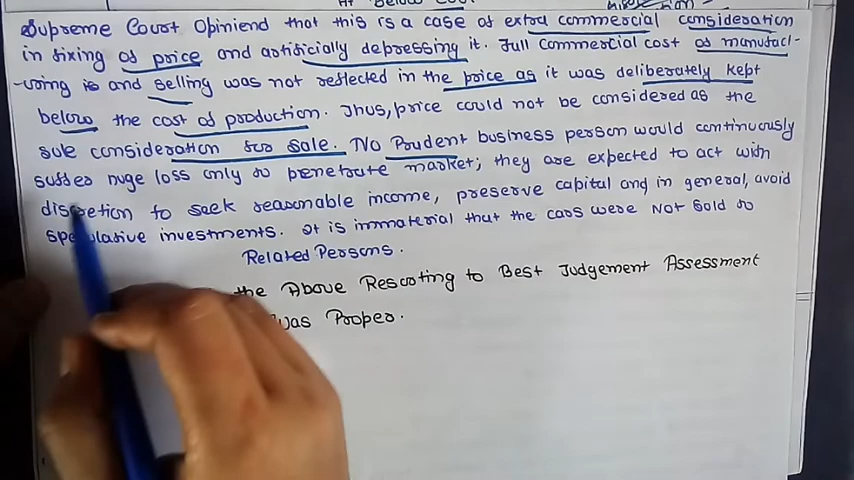 At Below Cost
Supreme Court Opiniend that this is a case of extra commercial consideration
in fixing of price and artificially depressing it. Full commercial cost of manufact-
-uring is and selling was not reflected in the price as it was deliberately kept
below the cost of production. Thus, price could not be considered as the
sole consideration for sale. No Prudent business person would continuously
suffer huge loss only to penetrate market; they are expected to act with
discretion to seek reasonable income, preserve capital and in general, avoid
speculasive investments. It is immaterial that the cars were Not Sold to
Related Persons.
the Above Resorting to Best Judgement Assessment
was Proper.